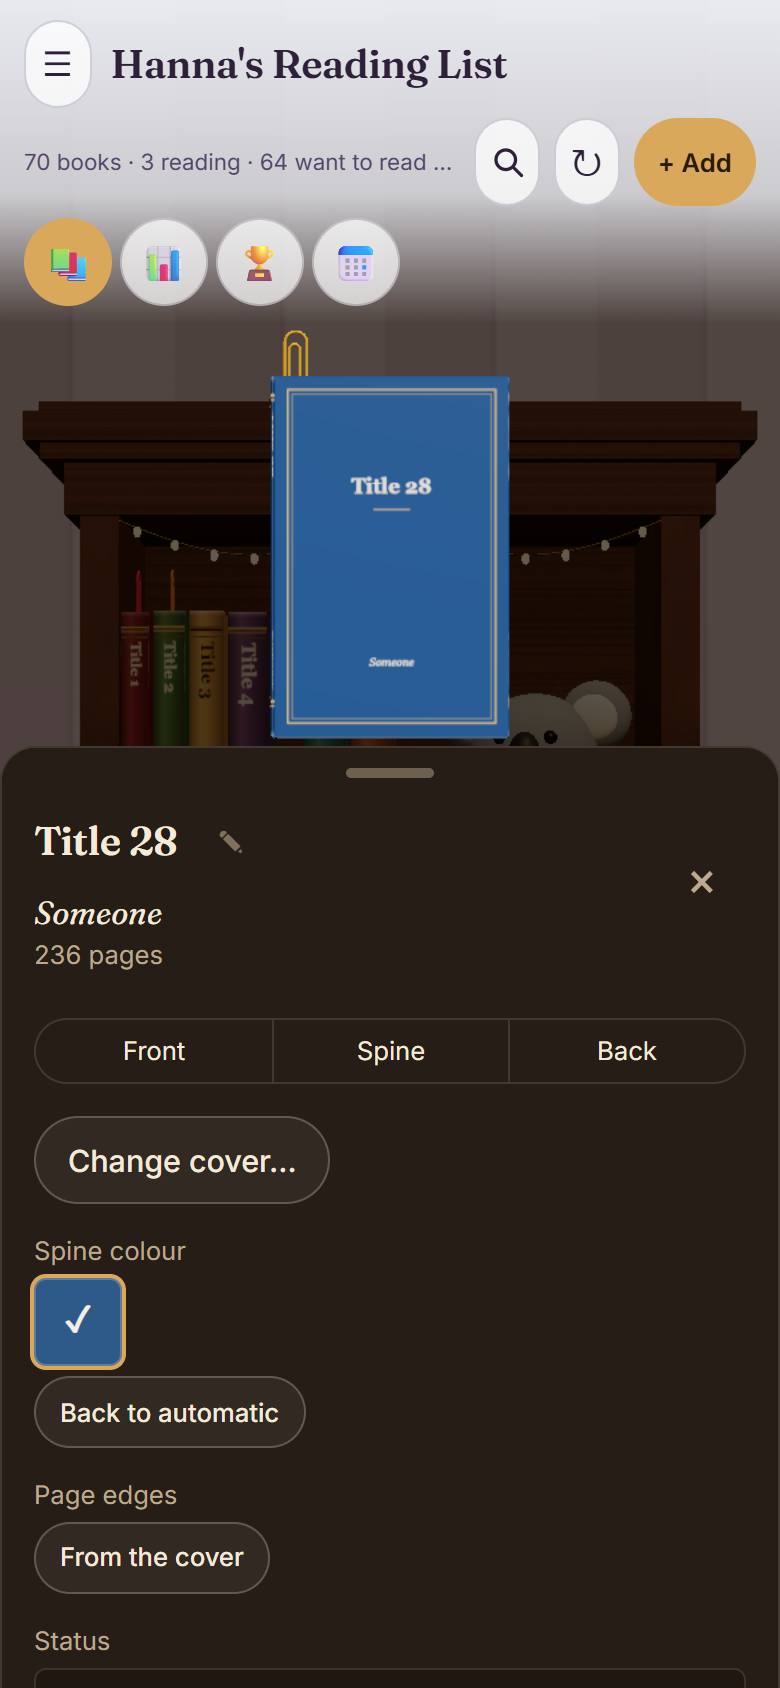 Hanna's Reading List
70 books · 3 reading · 64 want to read ...
+ Add
Title 28
Someone
Title 1
Title 2
Title 3
Title 4
Title 28
Someone
236 pages
Front
Spine
Back
Change cover...
Spine colour
Back to automatic
Page edges
From the cover
Status